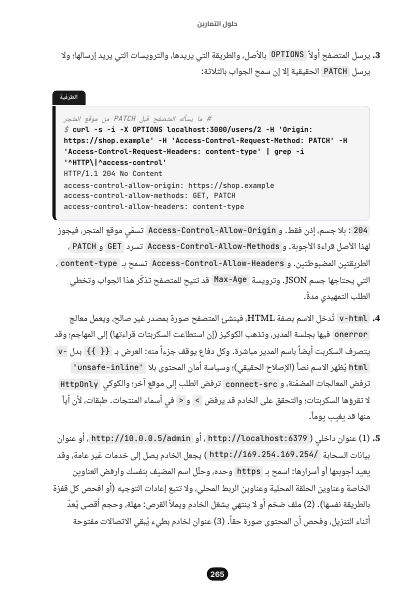 حلول التمارين
3. يرسل المتصفح أولاً OPTIONS بالأصل، والطريقة التي يريدها، والترويسات التي يريد إرسالها؛ ولا
يرسل PATCH الحقيقية إلا إن سمح الجواب بالثلاثة:
الطرفية
# ما يسأله المتصفح قبل PATCH من موقع المتجر
$ curl -s -i -X OPTIONS localhost:3000/users/2 -H 'Origin:
https://shop.example' -H 'Access-Control-Request-Method: PATCH' -H
'Access-Control-Request-Headers: content-type' | grep -i
'^HTTP\|^access-control'
HTTP/1.1 204 No Content
access-control-allow-origin: https://shop.example
access-control-allow-methods: GET, PATCH
access-control-allow-headers: content-type
204 : بلا جسم، إذن فقط. و Access-Control-Allow-Origin تسمّي موقع المتجر، فيجوز
لهذا الأصل قراءة الأجوبة. و Access-Control-Allow-Methods تسرد GET و PATCH ،
الطريقتين المضبوطتين. و Access-Control-Allow-Headers تسمح بـ content-type ،
التي يحتاجها جسم JSON. وترويسة Max-Age قد تتيح للمتصفح تذكّر هذا الجواب وتخطي
الطلب التمهيدي مدةً.
4. v-html تُدخل الاسم بصفة HTML، فينشئ المتصفح صورةً بمصدر غير صالح، ويعمل معالج
onerror فيها بجلسة المدير، وتذهب الكوكيز (إن استطاعت السكربتات قراءتها) إلى المهاجم؛ وقد
يتصرف السكربت أيضاً باسم المدير مباشرة. وكل دفاع يوقف جزءاً منه: العرض بـ {{ }} بدل v-
html يُظهر الاسم نصاً (الإصلاح الحقيقي)؛ وسياسة أمان المحتوى بلا 'unsafe-inline'
ترفض المعالجات المضمّنة، و connect-src ترفض الطلب إلى موقع آخر؛ والكوكي HttpOnly
لا تقرؤها السكربتات؛ والتحقق على الخادم قد يرفض < و > في أسماء المنتجات. طبقات، لأن أياً
منها قد يغيب يوماً.
5. (1) عنوان داخلي ( http://localhost:6379 ، أو http://10.0.0.5/admin ، أو عنوان
بيانات السحابة http://169.254.169.254/ ) يجعل الخادم يصل إلى خدمات غير عامة، وقد
يعيد أجوبتها أو أسرارها: اسمح بـ https وحده، وحلّل اسم المضيف بنفسك وارفض العناوين
الخاصة وعناوين الحلقة المحلية وعناوين الربط المحلي، ولا تتبع إعادات التوجيه (أو افحص كل قفزة
بالطريقة نفسها). (2) ملف ضخم أو لا ينتهي يشغل الخادم ويملأ القرص: مهلة، وحجم أقصى يُعدّ
أثناء التنزيل، وفحص أن المحتوى صورة حقاً. (3) عنوان لخادم بطيء يُبقي الاتصالات مفتوحة
265